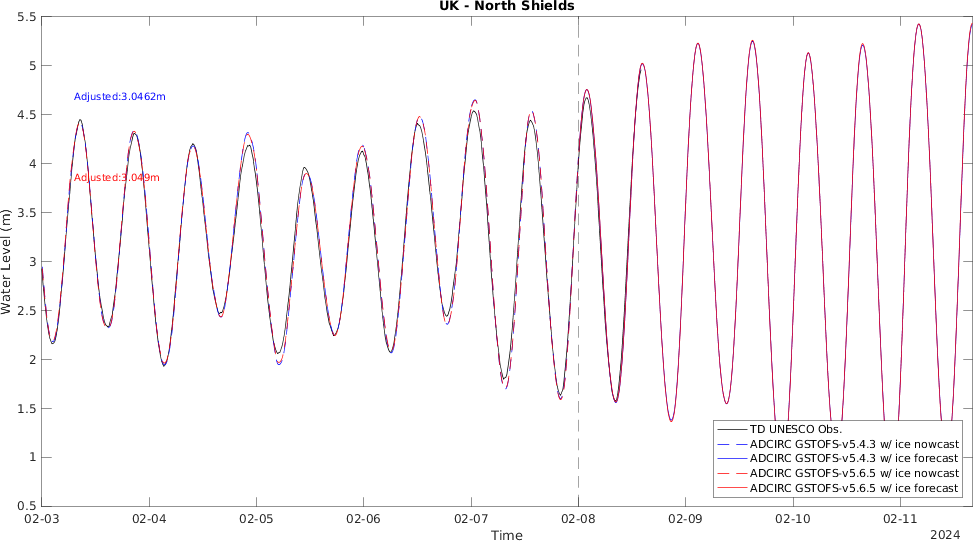 UK - North Shields
5.5
5
4.5
4
3.5
3
2.5
2
1.5
1
0.5
Water Level (m)
Adjusted:3.0462m
Adjusted:3.049m
TD UNESCO Obs.
ADCIRC GSTOFS-v5.4.3 w/ ice nowcast
ADCIRC GSTOFS-v5.4.3 w/ ice forecast
ADCIRC GSTOFS-v5.6.5 w/ ice nowcast
ADCIRC GSTOFS-v5.6.5 w/ ice forecast
02-03 02-04 02-05 02-06 02-07 02-08 02-09 02-10 02-11
Time
2024